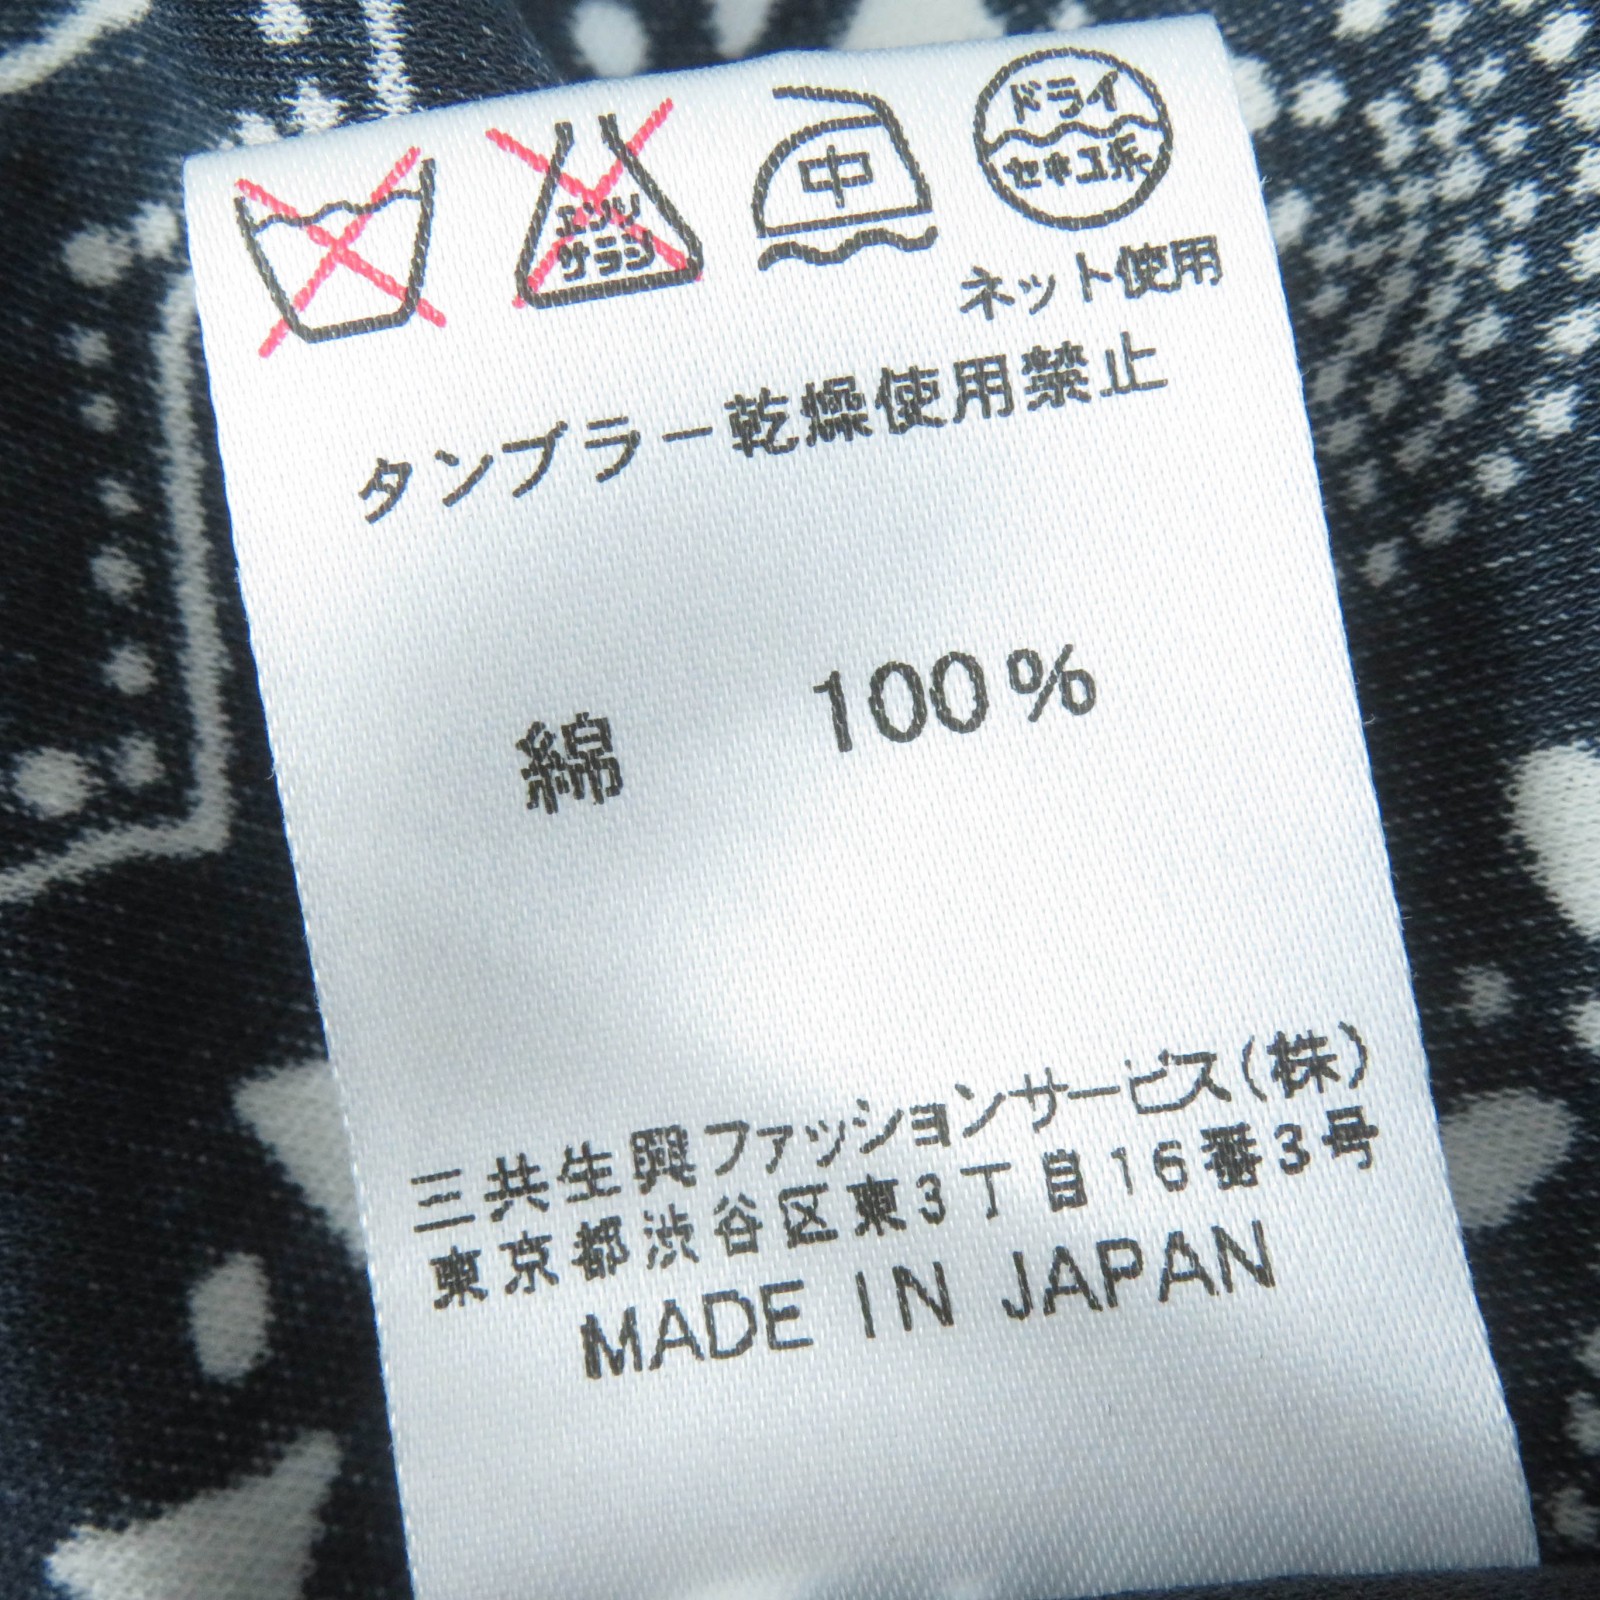 エンソ
サラシ
中
ドライ
セキユ系
ネット使用
タンブラー乾燥使用禁止
綿 100%
三共生興ファッションサービス(株)
東京都渋谷区東3丁目16番3号
MADE IN JAPAN